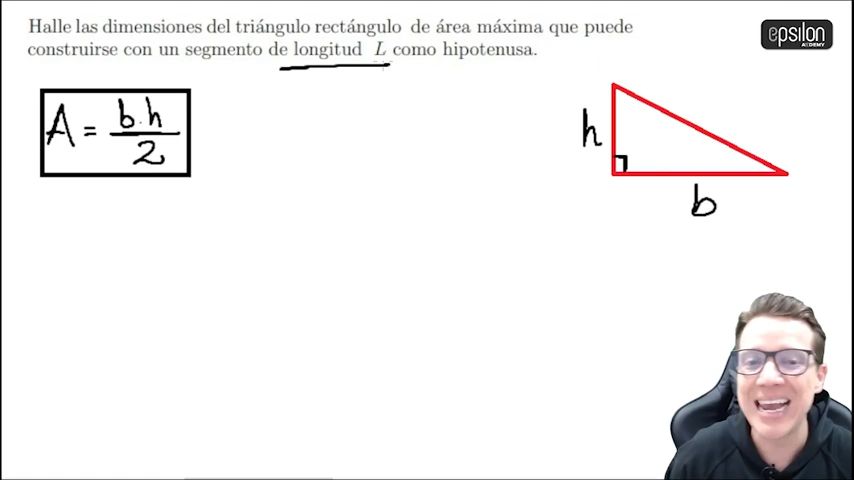 Halle las dimensiones del triángulo rectángulo de área máxima que puede
construirse con un segmento de longitud L como hipotenusa.
epsilon
ACADEMY
A = b.h / 2
h
b